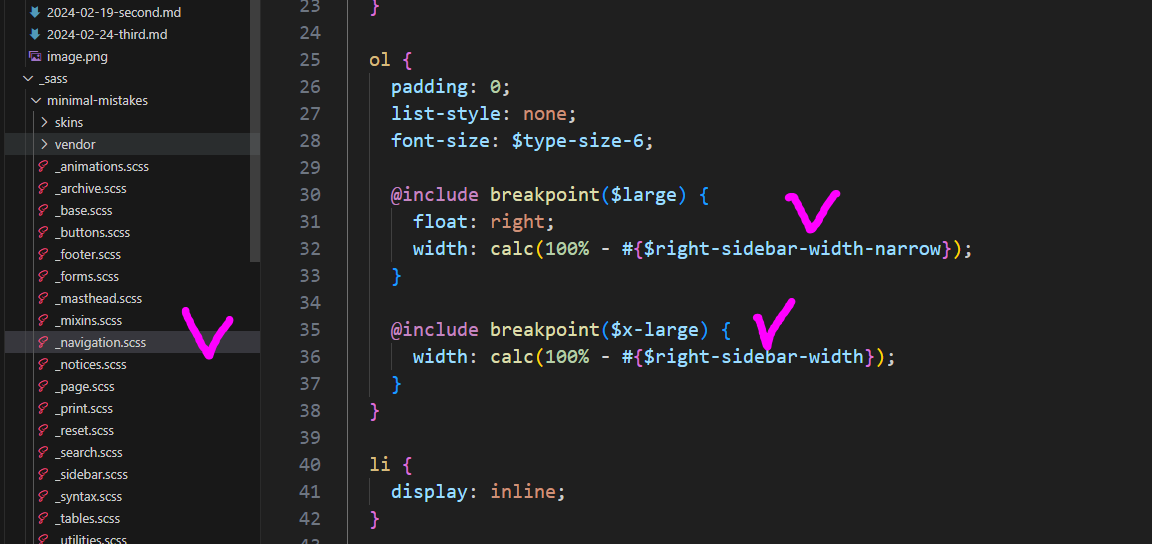 2024-02-19-second.md
2024-02-24-third.md
image.png
_sass
minimal-mistakes
skins
vendor
_animations.scss
_archive.scss
_base.scss
_buttons.scss
_footer.scss
_forms.scss
_masthead.scss
_mixins.scss
_navigation.scss
_notices.scss
_page.scss
_print.scss
_reset.scss
_search.scss
_sidebar.scss
_syntax.scss
_tables.scss
_utilities.scss
23 }
24
25 ol {
26 padding: 0;
27 list-style: none;
28 font-size: $type-size-6;
29
30 @include breakpoint($large) {
31 float: right;
32 width: calc(100% - #{$right-sidebar-width-narrow});
33 }
34
35 @include breakpoint($x-large) {
36 width: calc(100% - #{$right-sidebar-width});
37 }
38 }
39
40 li {
41 display: inline;
42 }